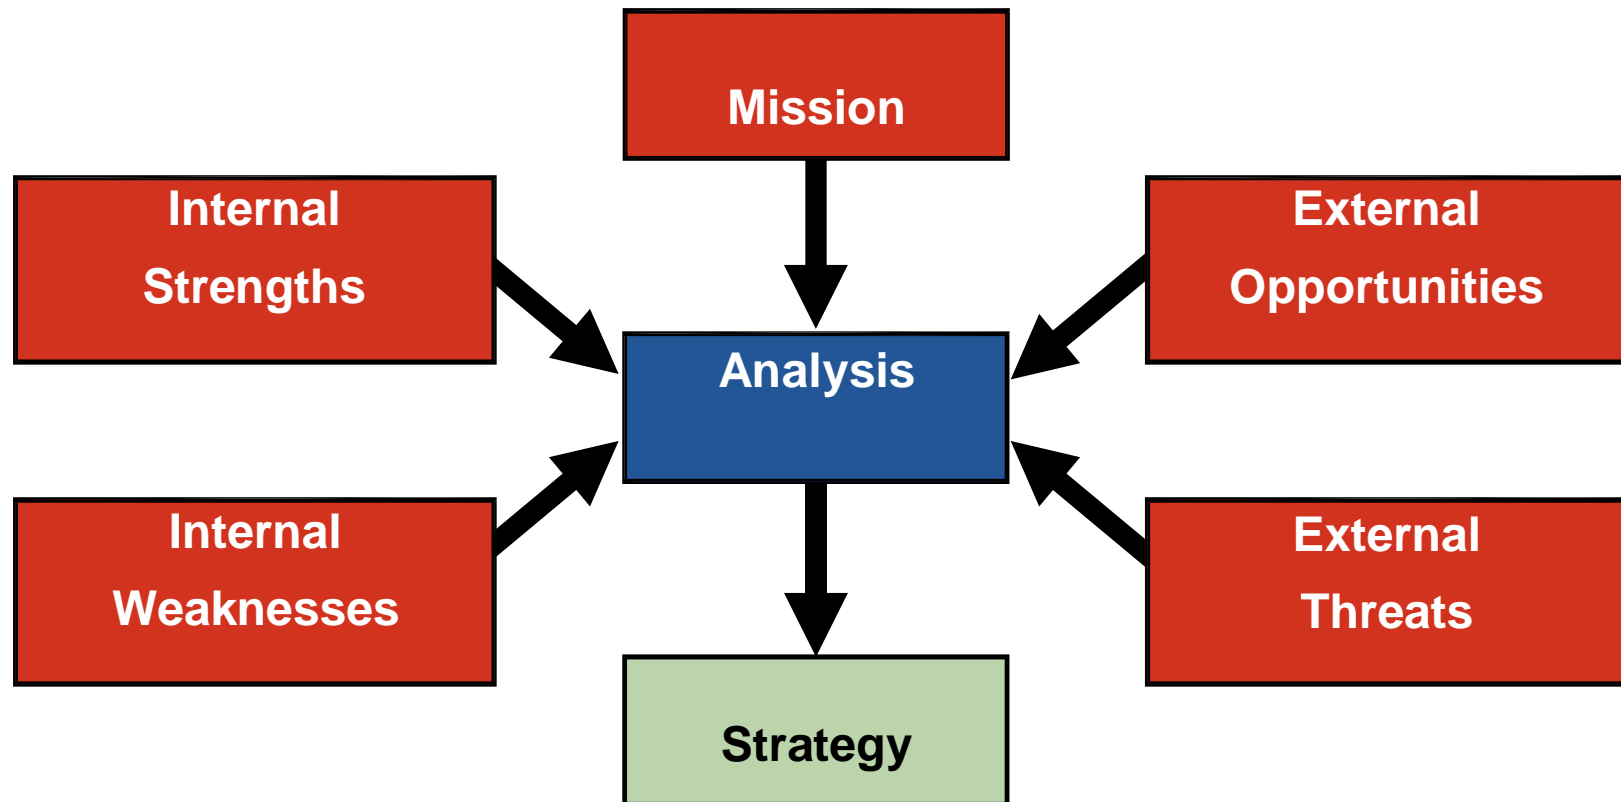 Mission
Internal
Strengths
External
Opportunities
Analysis
Internal
Weaknesses
External
Threats
Strategy